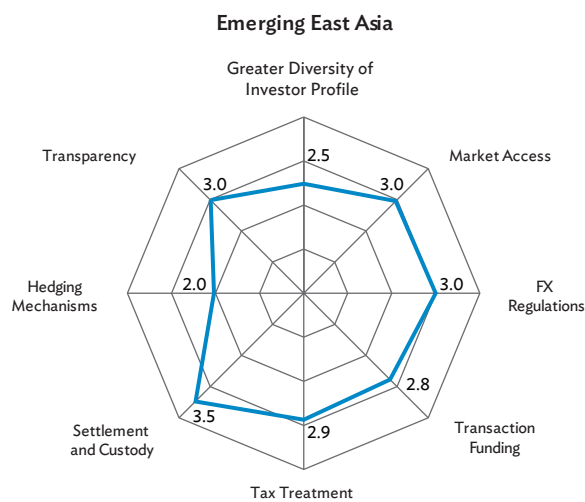 Emerging East Asia
Greater Diversity of
Investor Profile
2.5
Transparency
Market Access
3.0
3.0
Hedging
Mechanisms
2.0
3.0
FX
Regulations
2.8
3.5
2.9
Settlement
and Custody
Transaction
Funding
Tax Treatment